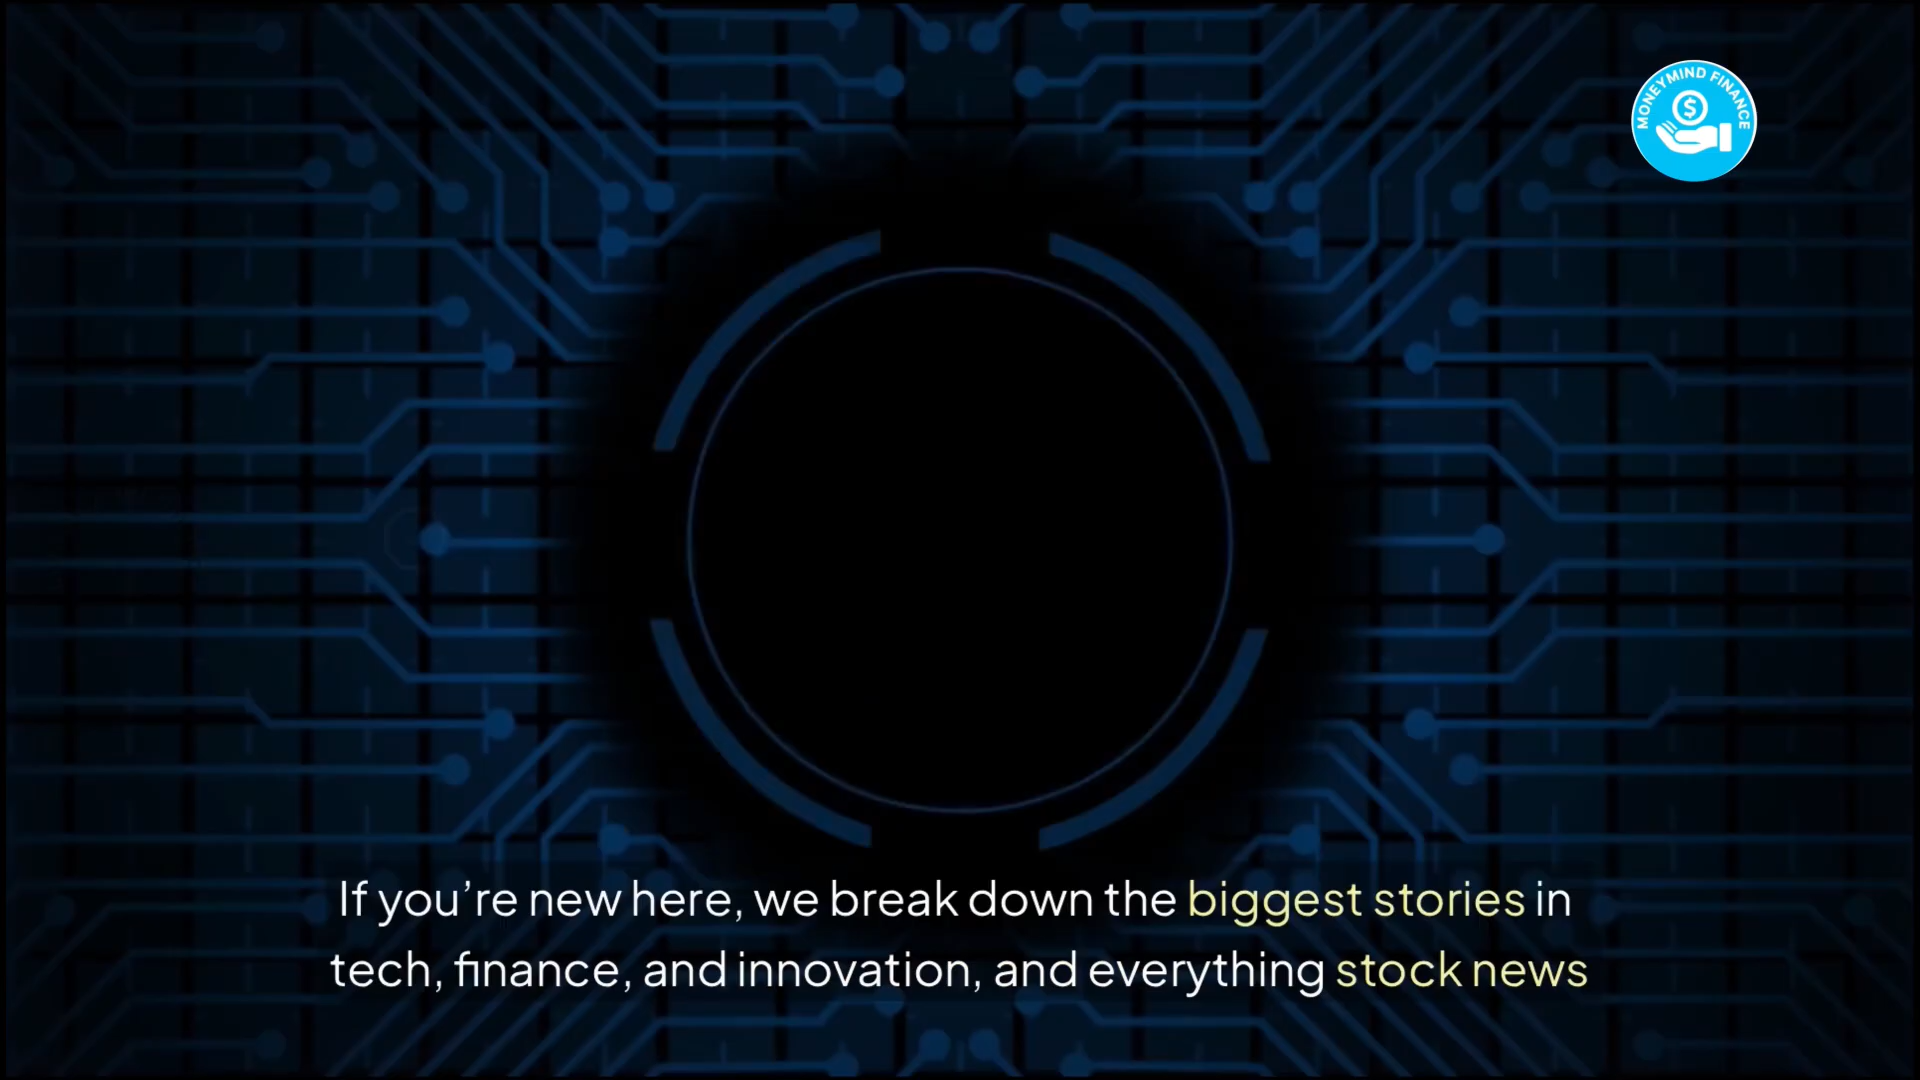 MONEYMIND FINANCE
$
If you’re new here, we break down the biggest stories in
tech, finance, and innovation, and everything stock news